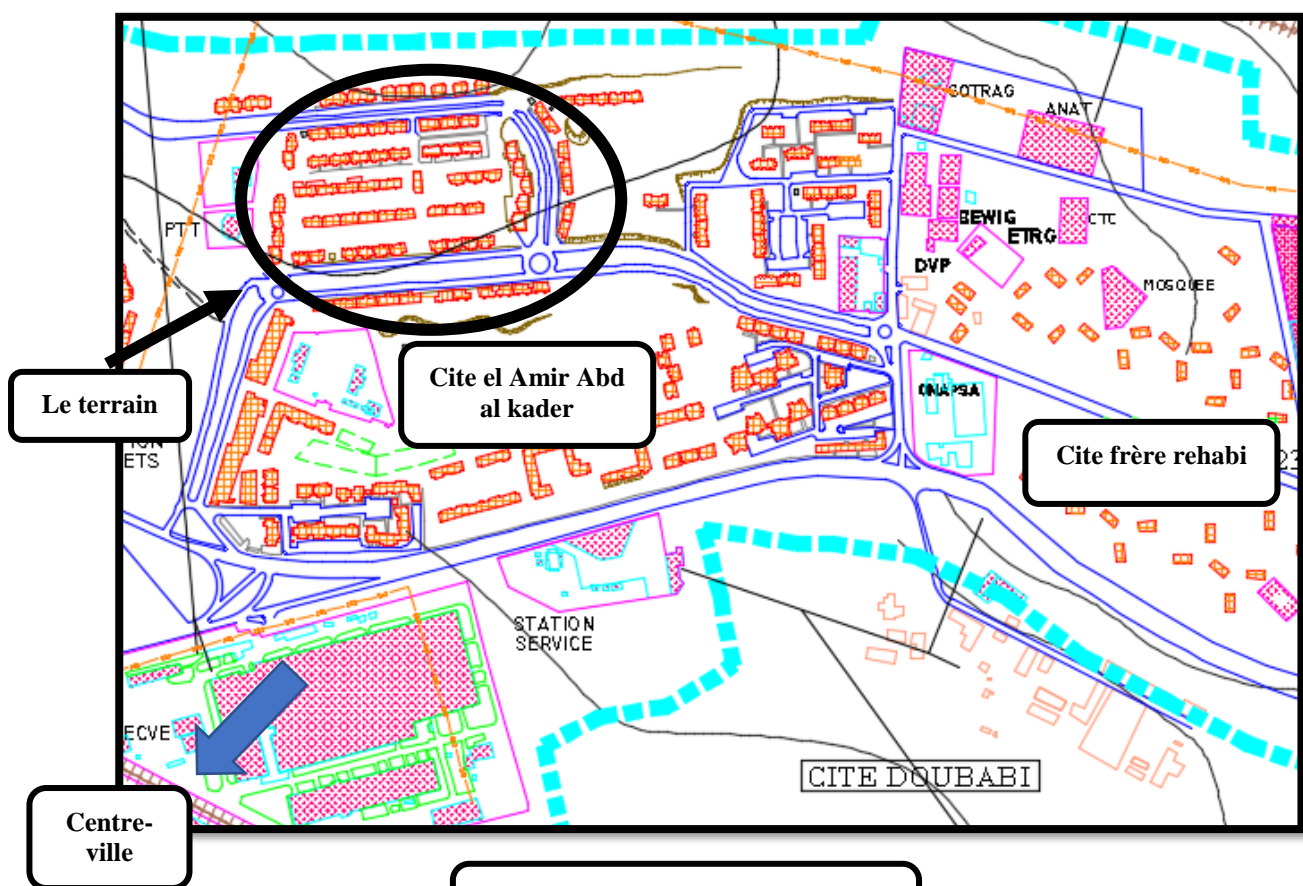 SOTRAG
ANAT
PTT
BEWIG
ETRG
CTC
DVP
MOSQUEE
Le terrain
Cite el Amir Abd
al kader
ONAPSA
Cite frère rehabi
ETS
STATION
SERVICE
ECVE
CITE DOUBABI
Centre-
ville